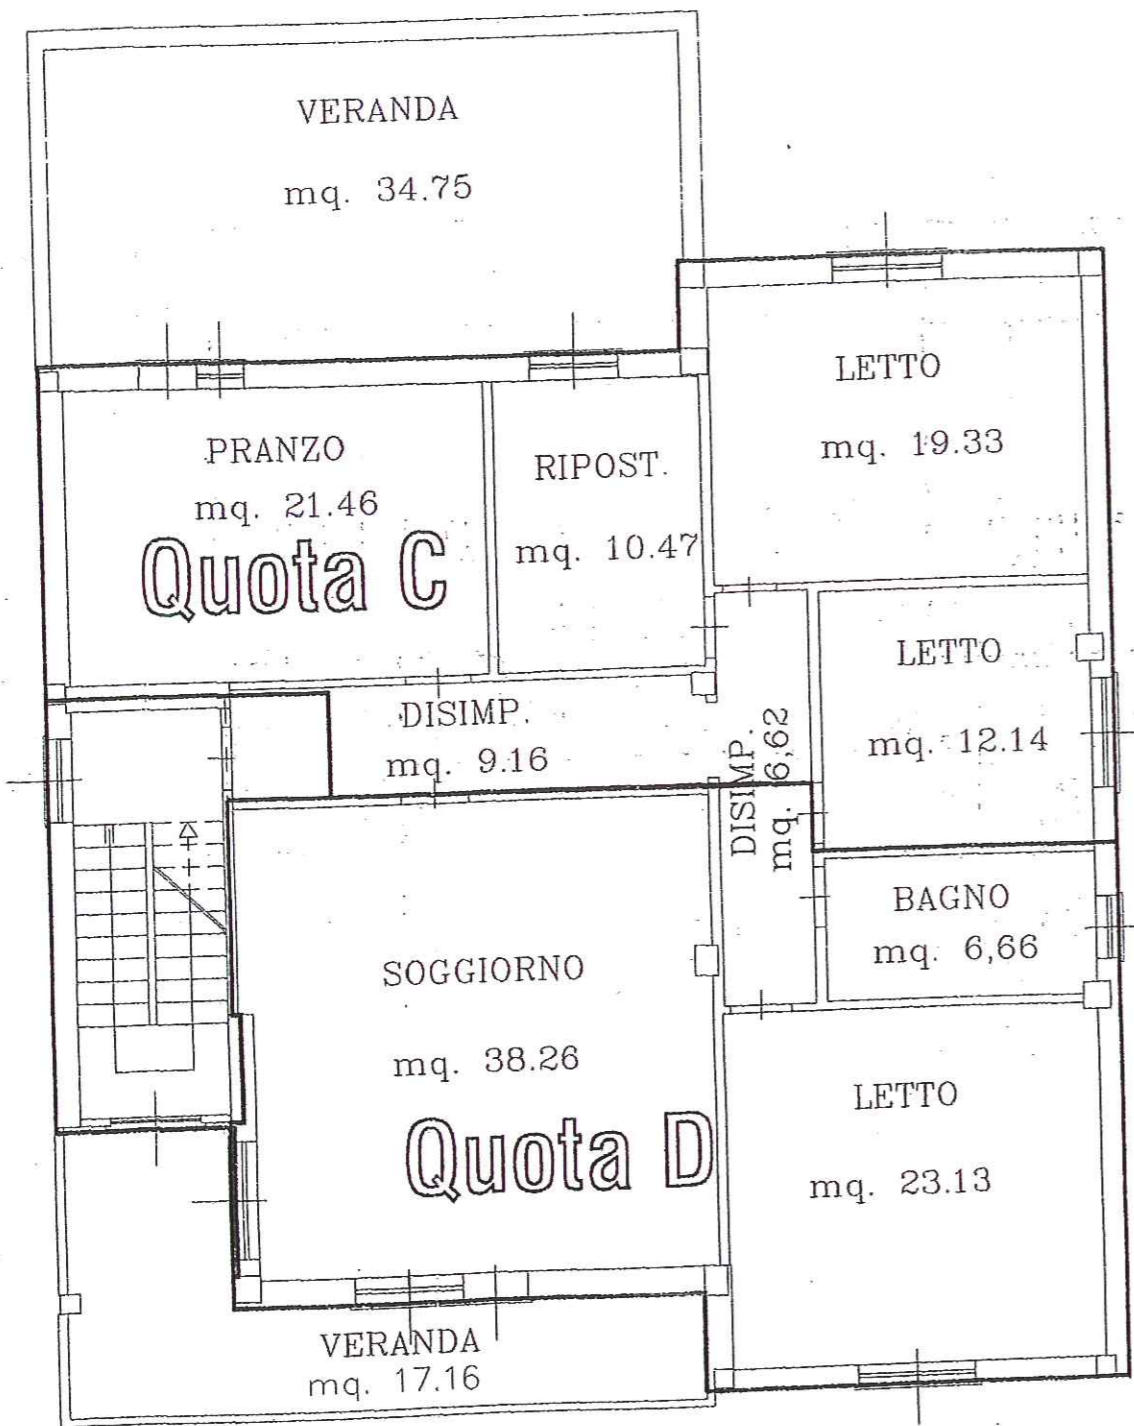 VERANDA
mq. 34.75
LETTO
mq. 19.33
PRANZO
mq. 21.46
RIPOST.
mq. 10.47
Quota C
LETTO
mq. 12.14
DISIMP.
mq. 9.16
DISIMP.
mq. 6,62
BAGNO
mq. 6,66
SOGGIORNO
mq. 38.26
Quota D
LETTO
mq. 23.13
VERANDA
mq. 17.16